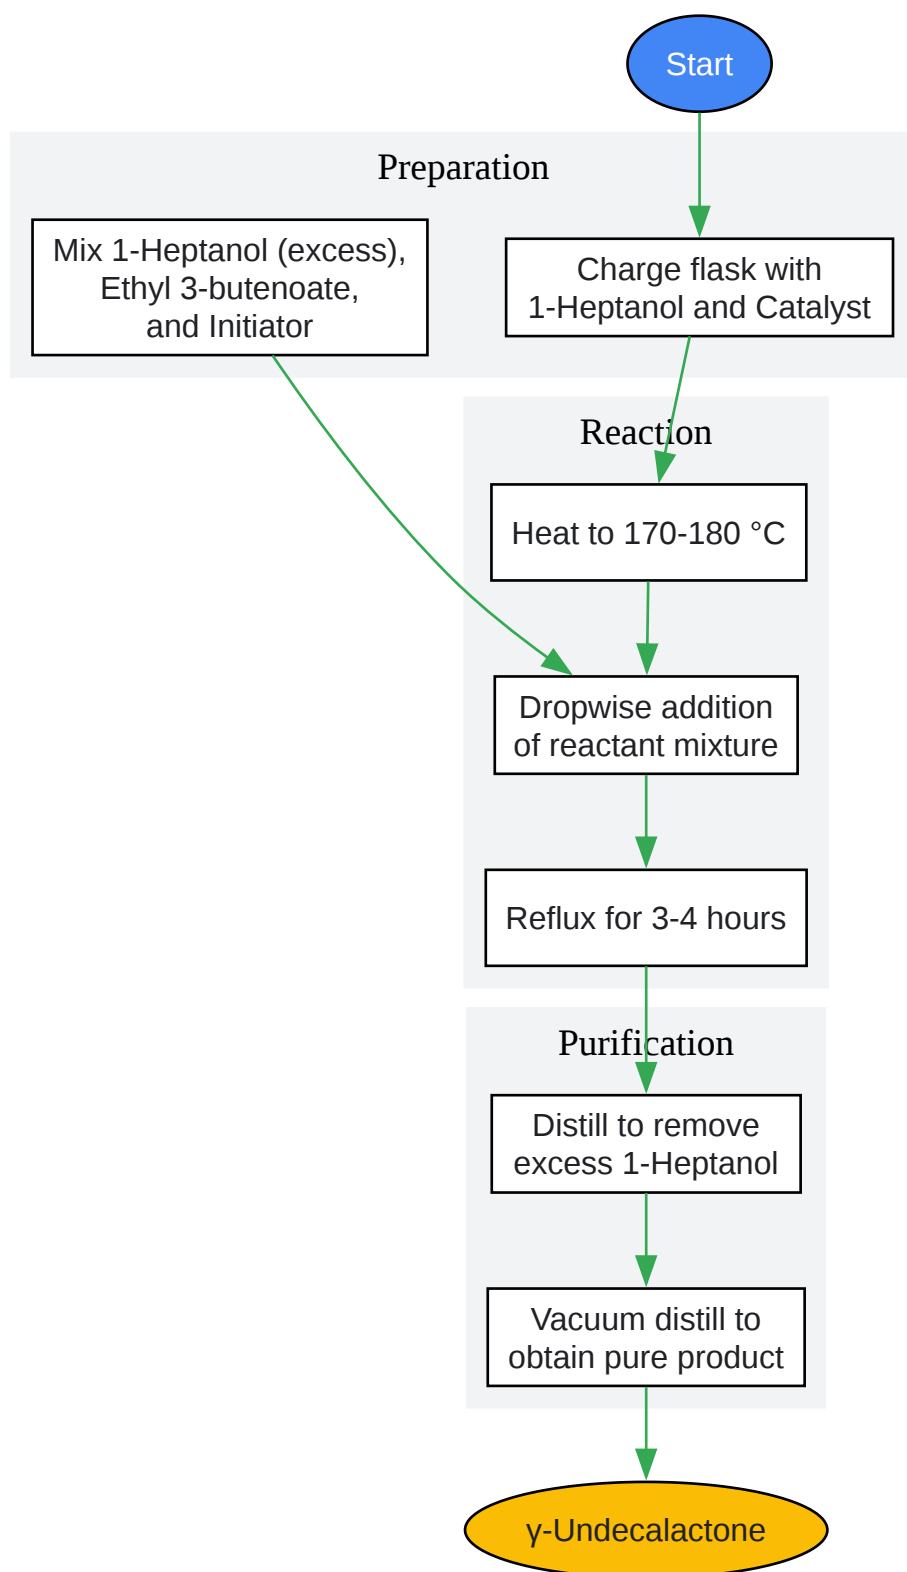 Start
Preparation
Mix 1-Heptanol (excess),
Ethyl 3-butenoate,
and Initiator
Charge flask with
1-Heptanol and Catalyst
Reaction
Heat to 170-180 °C
Dropwise addition
of reactant mixture
Reflux for 3-4 hours
Purification
Distill to remove
excess 1-Heptanol
Vacuum distill to
obtain pure product
γ-Undecalactone